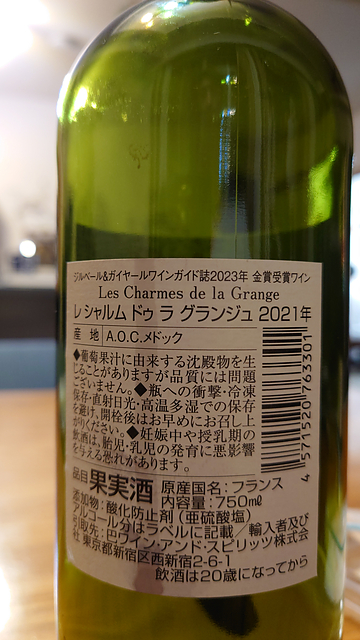 ジルベール&ガイヤールワインガイド誌2023年 金賞受賞ワイン
Les Charmes de la Grange
レ シャルム ドゥ ラ グランジュ 2021年
産 地 A.O.C.メドック
◆葡萄果汁に由来する沈殿物を生
じることがありますが品質には問題
ございません。◆瓶への衝撃・冷凍
保存・直射日光・高温多湿での保存
を避け、開栓後はお早めにお召し上
がりください。◆妊娠中や授乳期の
飲酒は、胎児・乳児の発育に悪影響
を与える恐れがあります。
4 571520 763301
品目 果実酒 原産国名:フランス
内容量:750mℓ
添加物:酸化防止剤(亜硫酸塩)
アルコール分はラベルに記載/輸入者及び
引取先:巴ワイン・アンド・スピリッツ株式会
社 東京都新宿区西新宿2-6-1
飲酒は20歳になってから